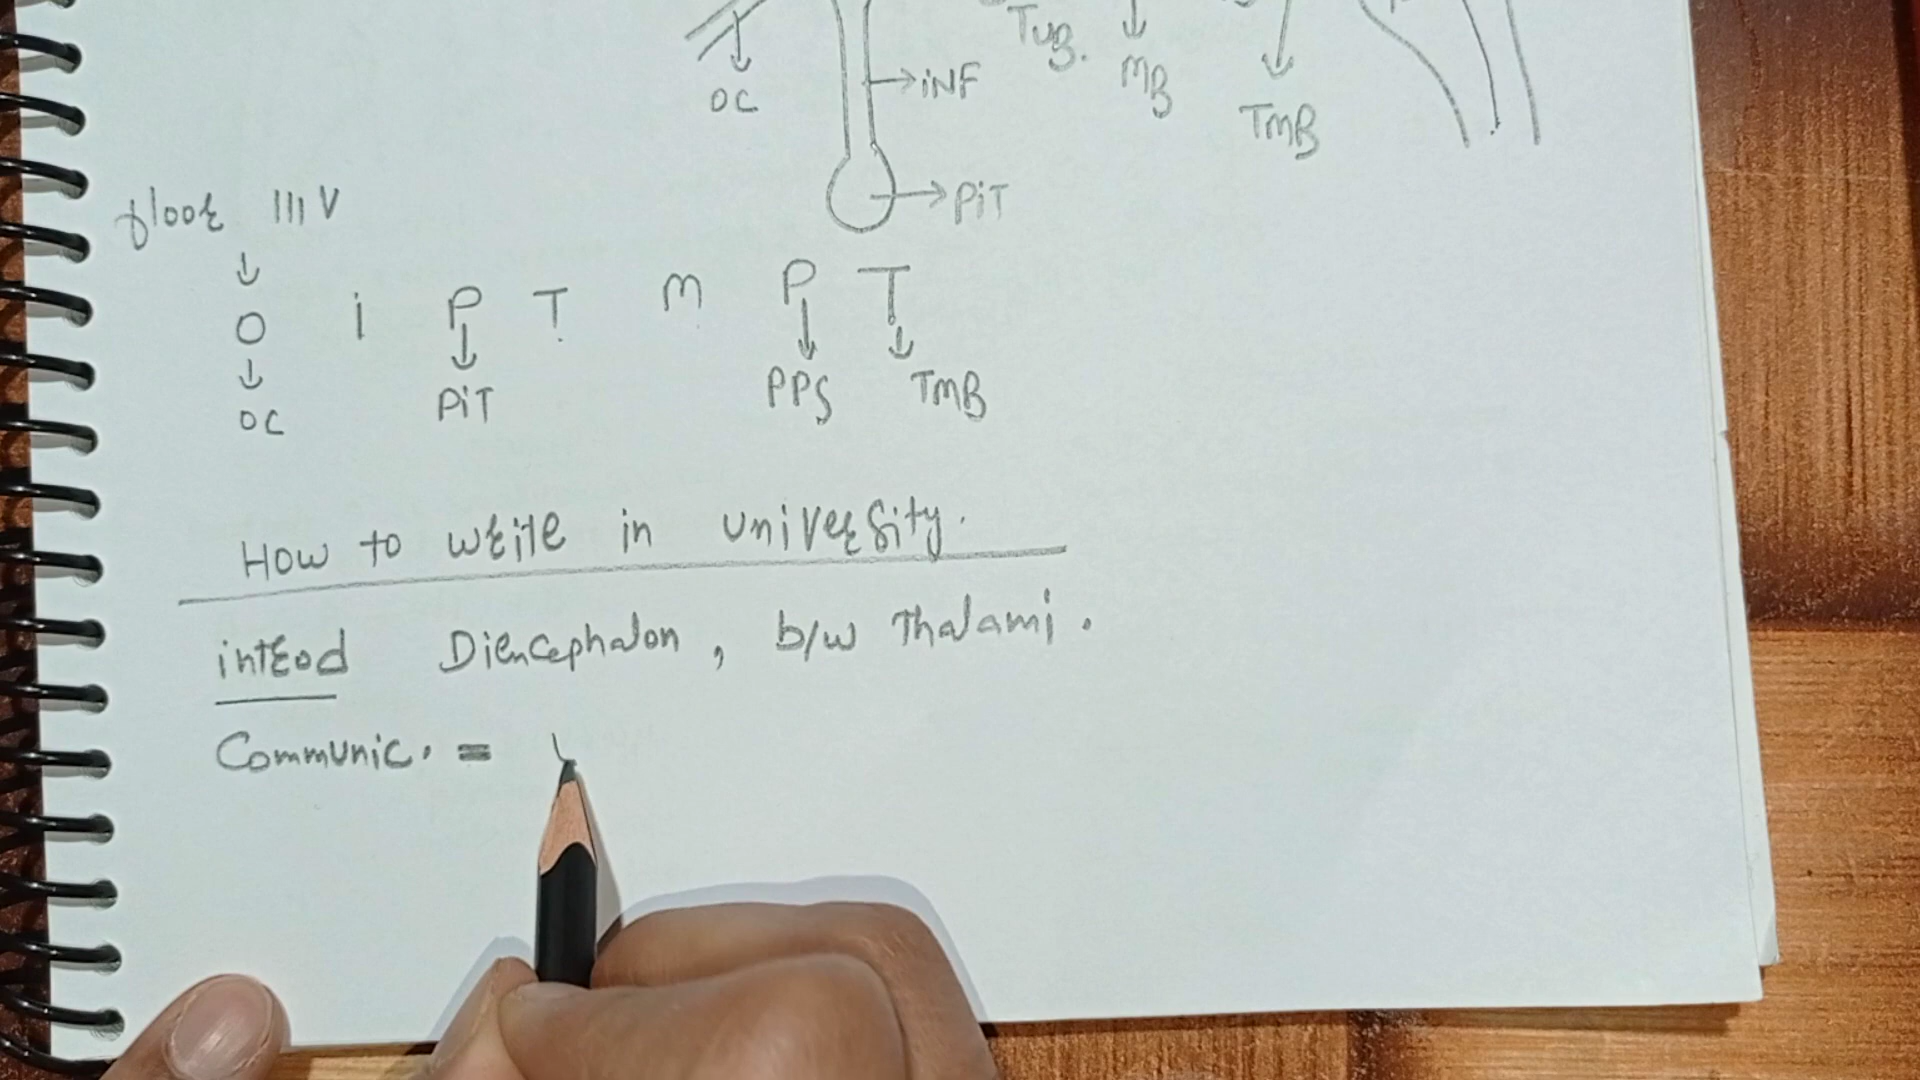 Tub.
OC
iNF
MB
TMB
PiT
floor III V
O i P T M P T
OC PiT PPS TMB
How to write in university.
introd Diencephalon, b/w Thalami.
Communic. =